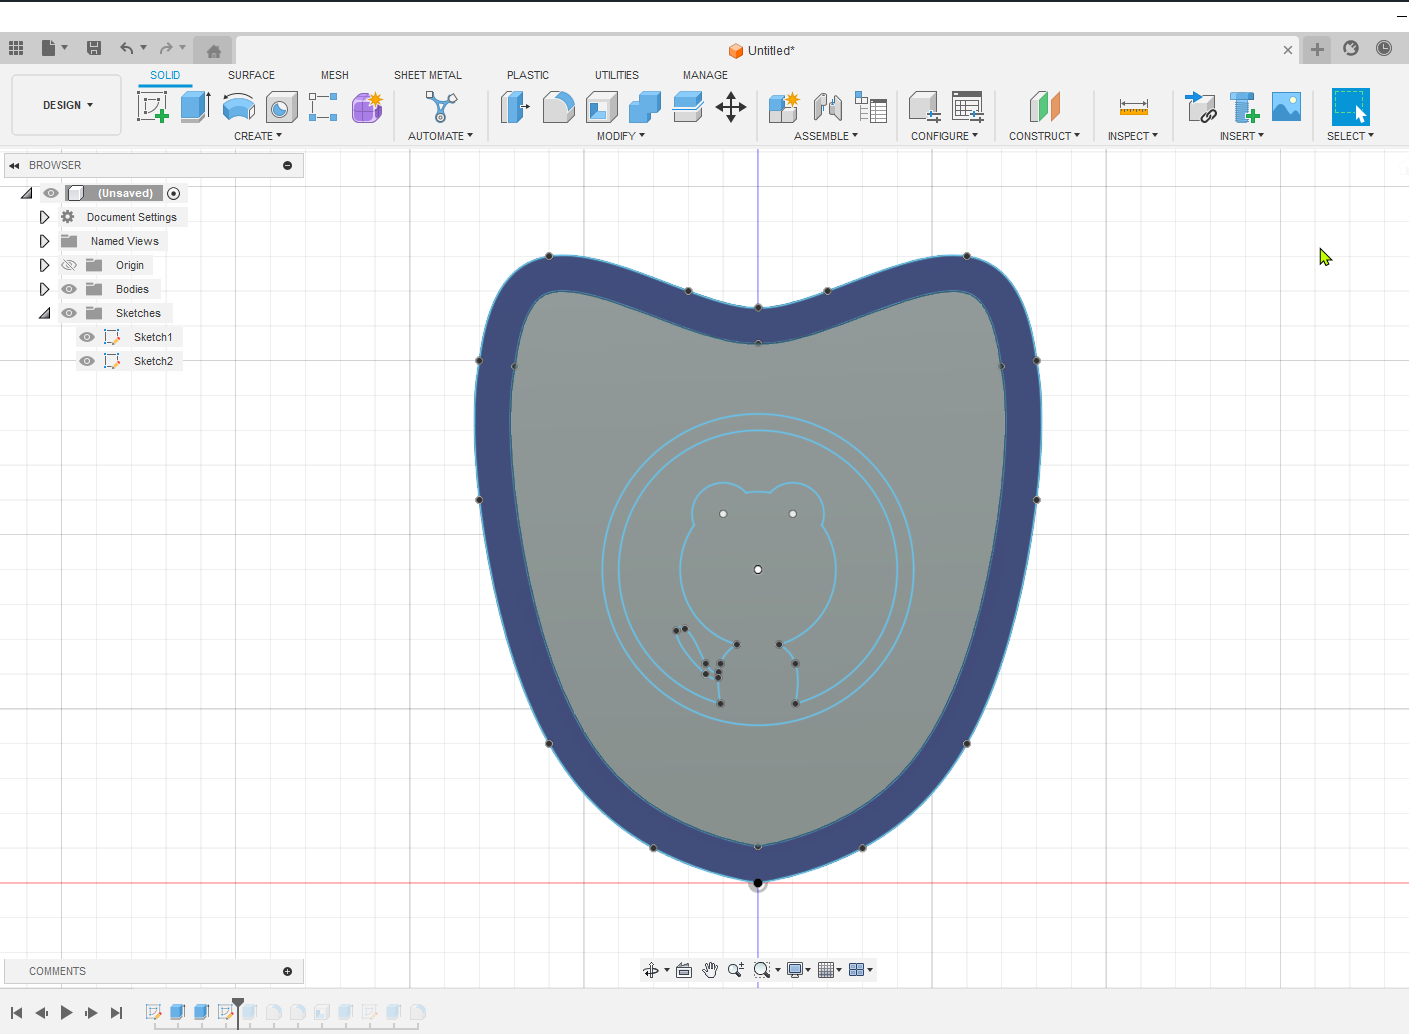 Untitled*
SOLID SURFACE MESH SHEET METAL PLASTIC UTILITIES MANAGE
DESIGN
CREATE AUTOMATE MODIFY ASSEMBLE CONFIGURE CONSTRUCT INSPECT INSERT SELECT
BROWSER
(Unsaved)
Document Settings
Named Views
Origin
Bodies
Sketches
Sketch1
Sketch2
COMMENTS